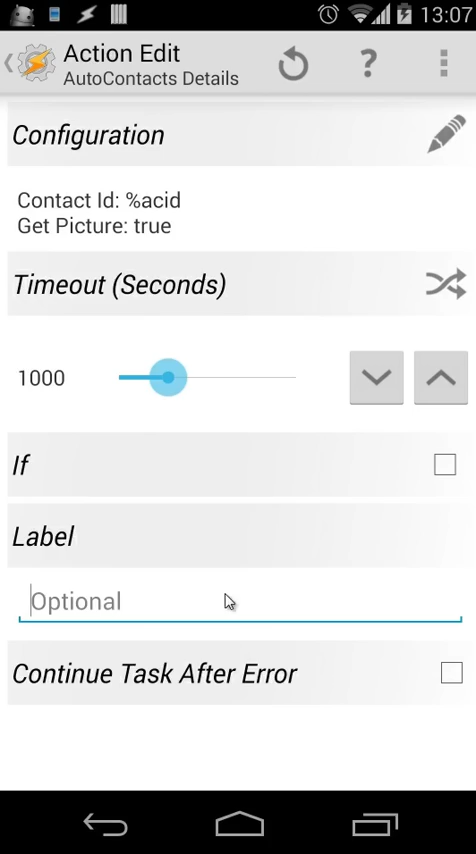 13:07
Action Edit
AutoContacts Details
?
Configuration
Contact Id: %acid
Get Picture: true
Timeout (Seconds)
1000
If
Label
Optional
Continue Task After Error